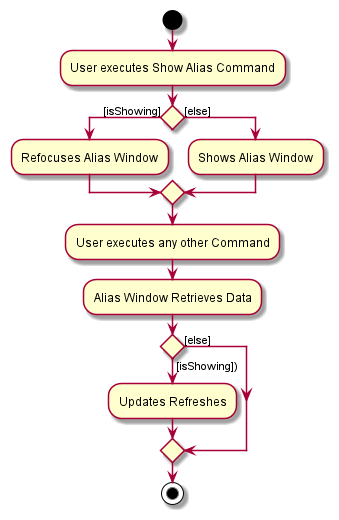 User executes Show Alias Command
[isShowing]
[else]
Refocuses Alias Window
Shows Alias Window
User executes any other Command
Alias Window Retrieves Data
[else]
[isShowing])
Updates Refreshes